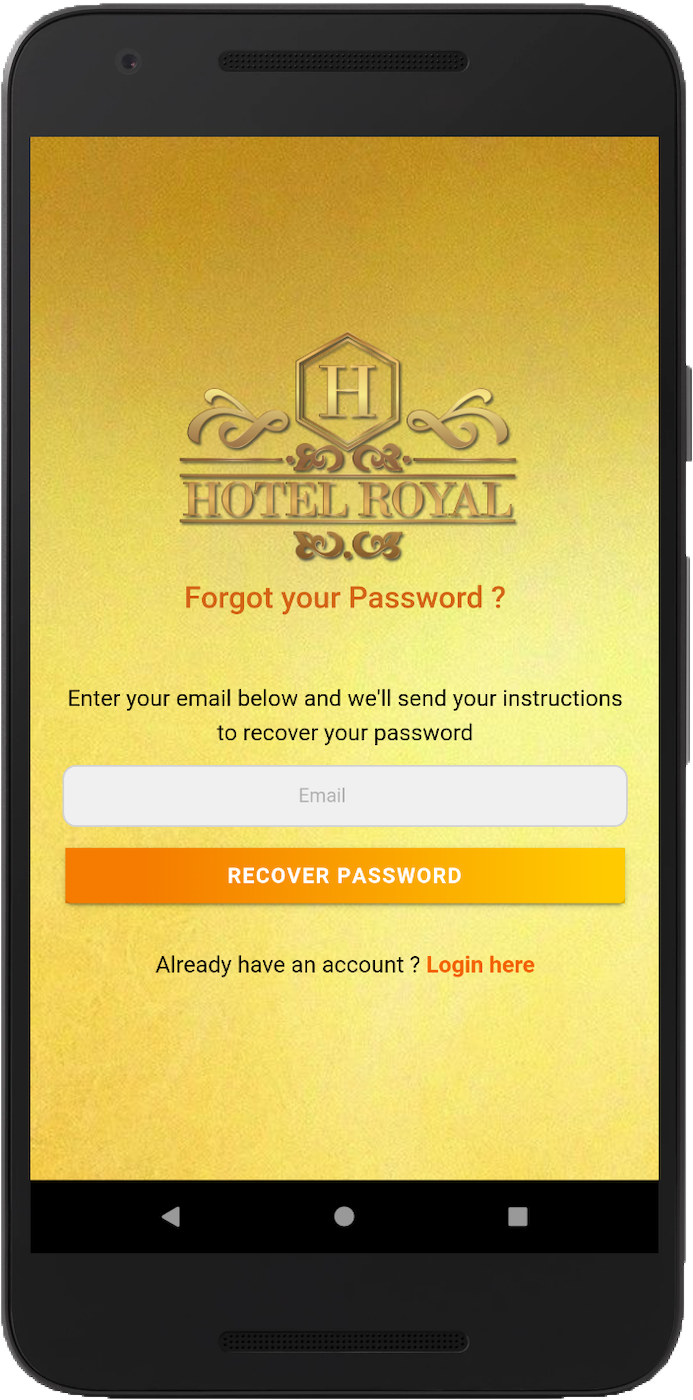 H
HOTEL ROYAL
Forgot your Password ?
Enter your email below and we'll send your instructions
to recover your password
Email
RECOVER PASSWORD
Already have an account ? Login here